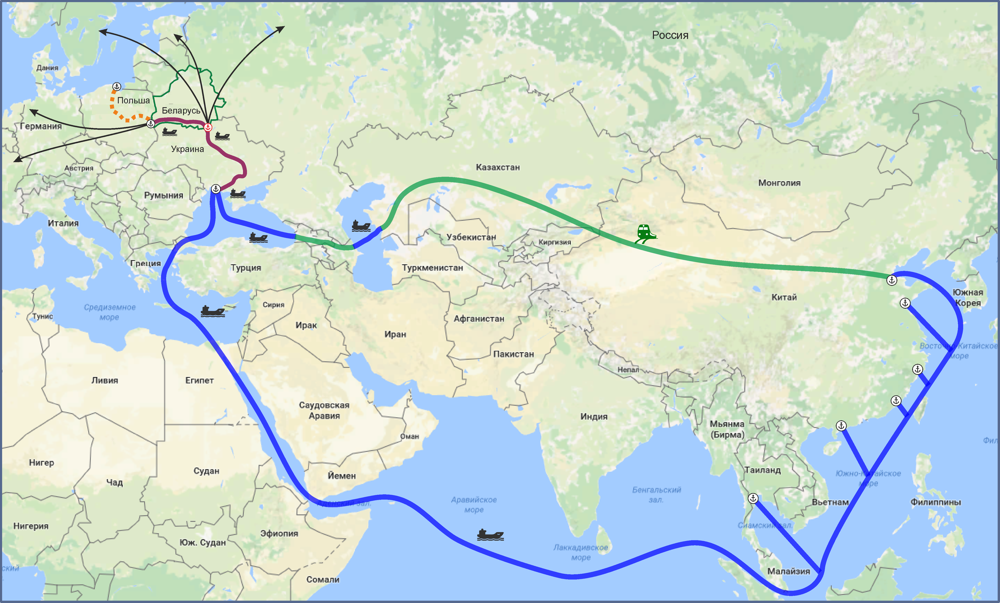 Россия
Дания
Польша
Беларусь
Германия
Украина
Австрия
Казахстан
Монголия
Румыния
Италия
Узбекистан
Киргизия
Греция
Турция
Туркменистан
Китай
Южная
Корея
Средиземное
море
Тунис
Сирия
Ирак
Афганистан
Иран
Пакистан
Восточно-Китайское
море
Непал
Ливия
Египет
Саудовская
Аравия
Индия
Мьянма
(Бирма)
Оман
Фил
Нигер
Судан
Йемен
Чад
Таиланд
Южно-Китайское
море
Бенгальский
зал.
Аравийское
море
Аденский зал.
Вьетнам
Филиппины
Нигерия
Эфиопия
Сиамский зал.
Юж. Судан
Лаккадивское
море
ский
Малайзия
Сомали